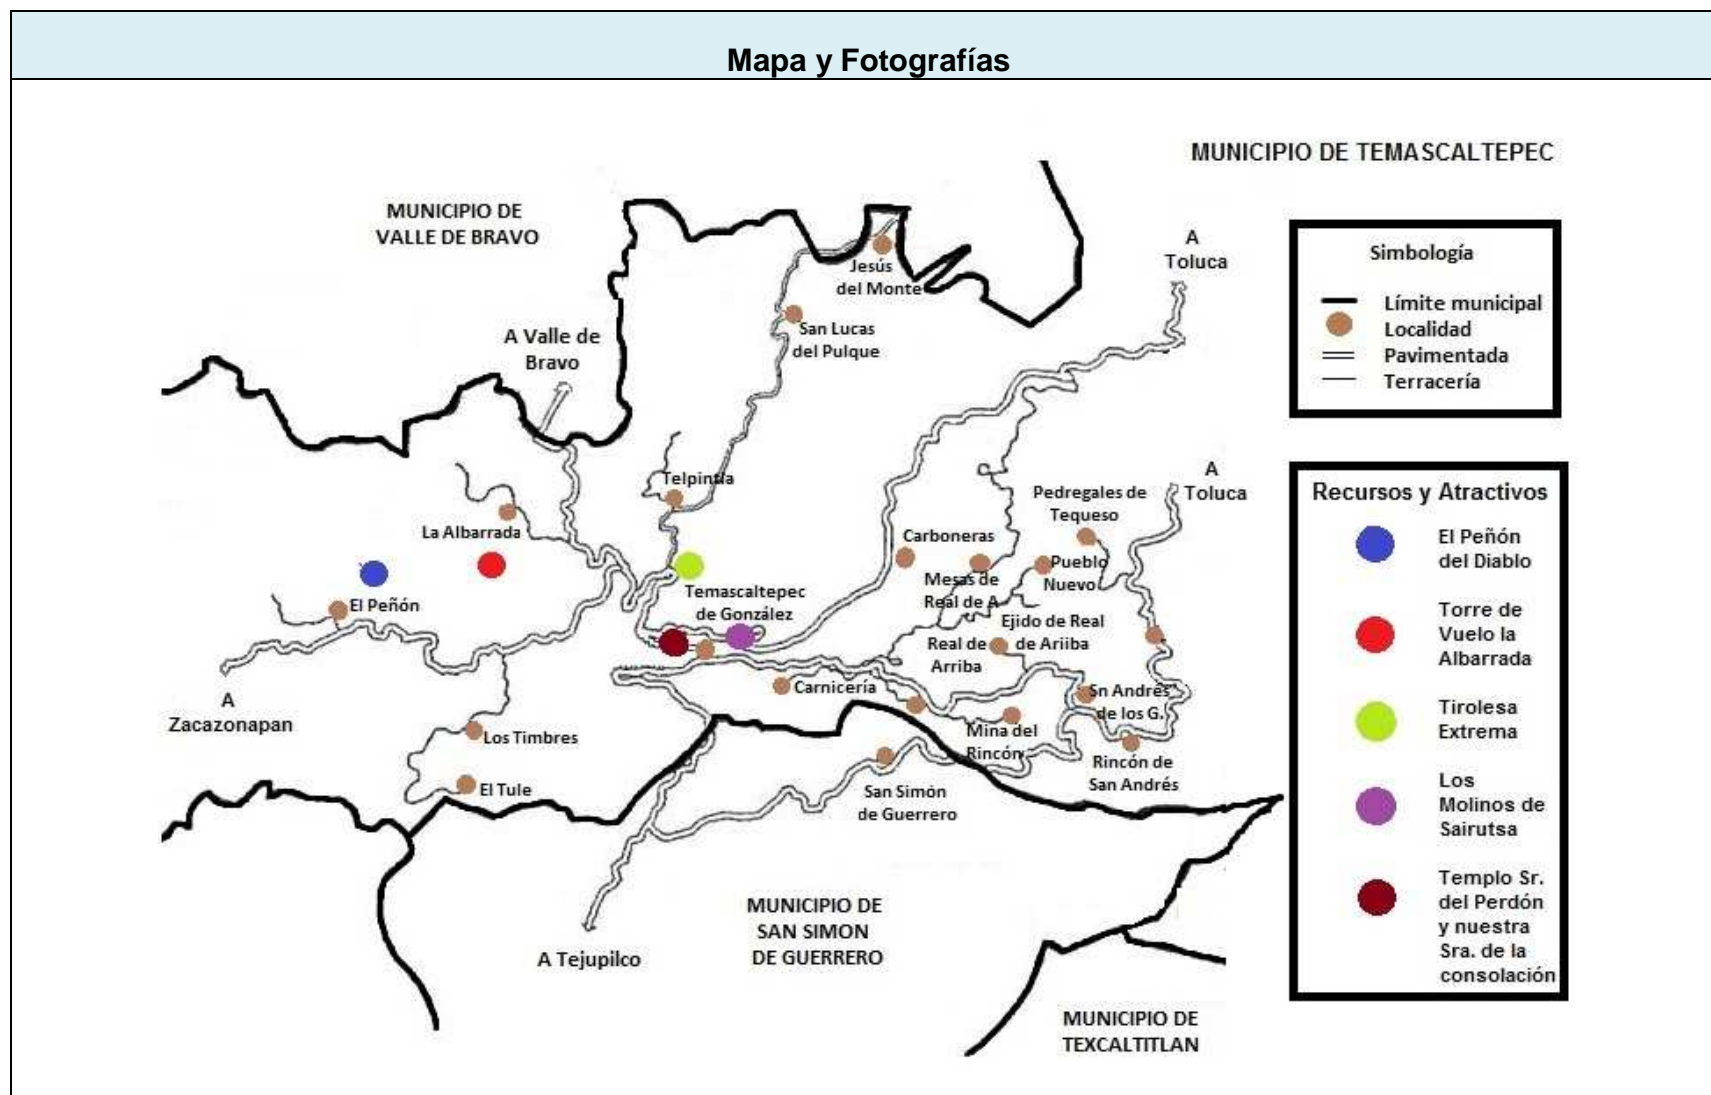 Mapa y Fotografías
MUNICIPIO DE TEMASCALTEPEC
MUNICIPIO DE
VALLE DE BRAVO
A
Toluca
Jesús
del Monte
San Lucas
del Pulque
A Valle de
Bravo
Simbología
Límite municipal
Localidad
Pavimentada
Terracería
Telpintla
La Albarrada
Carboneras
Pedregales de
Tequeso
A
Toluca
Mesas de
Real de A
Pueblo
Nuevo
El Peñón
Temascaltepec
de González
Real de
Arriba
Ejido de Real
de Ariiba
Carnicería
Sn Andrés
de los G.
Mina del
Rincón
Rincón de
San Andrés
A
Zacazonapan
Los Timbres
El Tule
San Simón
de Guerrero
A Tejupilco
MUNICIPIO DE
SAN SIMON
DE GUERRERO
MUNICIPIO DE
TEXCALTITLAN
Recursos y Atractivos
El Peñón
del Diablo
Torre de
Vuelo la
Albarrada
Tirolesa
Extrema
Los
Molinos de
Sairutsa
Templo Sr.
del Perdón
y nuestra
Sra. de la
consolación